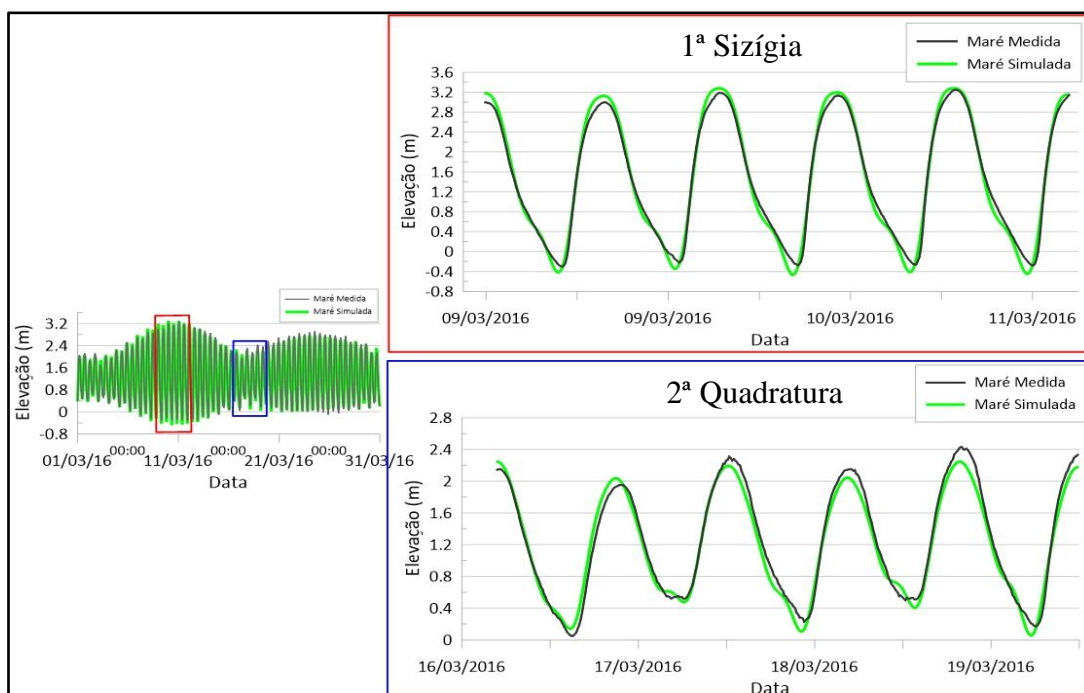 1ª Sizígia
Maré Medida
Maré Simulada
Elevação (m)
3.6
3.2
2.8
2.4
2
1.6
1.2
0.8
0.4
0
-0.4
-0.8
09/03/2016 09/03/2016 10/03/2016 11/03/2016
Data
Maré Medida
Maré Simulada
Elevação (m)
3.2
2.4
1.6
0.8
0
-0.8
00:00 00:00 00:00
01/03/16 11/03/16 21/03/16 31/03/16
Data
2ª Quadratura
Maré Medida
Maré Simulada
Elevação (m)
2.8
2.4
2
1.6
1.2
0.8
0.4
0
16/03/2016 17/03/2016 18/03/2016 19/03/2016
Data